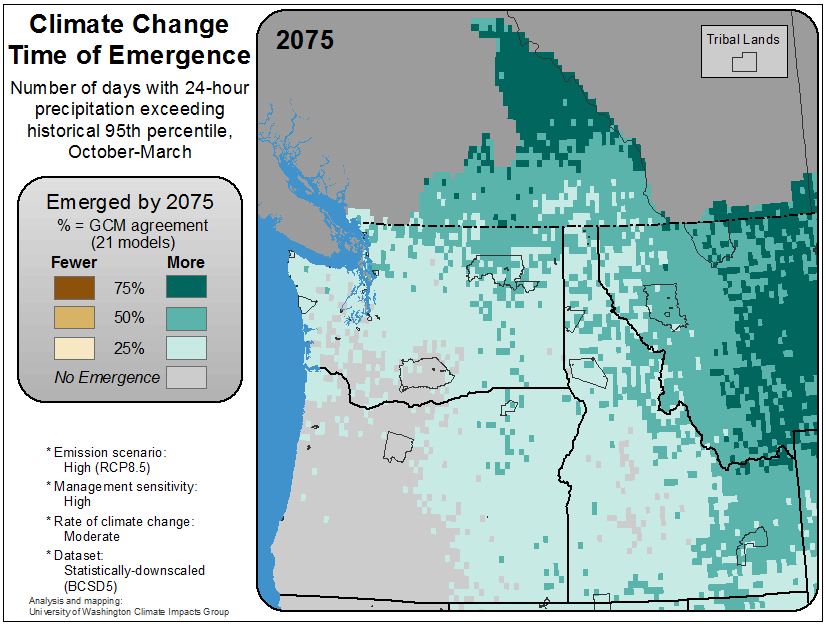 Climate Change
Time of Emergence
Number of days with 24-hour
precipitation exceeding
historical 95th percentile,
October-March
Emerged by 2075
% = GCM agreement
(21 models)
Fewer More
75%
50%
25%
No Emergence
* Emission scenario:
High (RCP8.5)
* Management sensitivity:
High
* Rate of climate change:
Moderate
* Dataset:
Statistically-downscaled
(BCSD5)
Analysis and mapping:
University of Washington Climate Impacts Group
2075
Tribal Lands